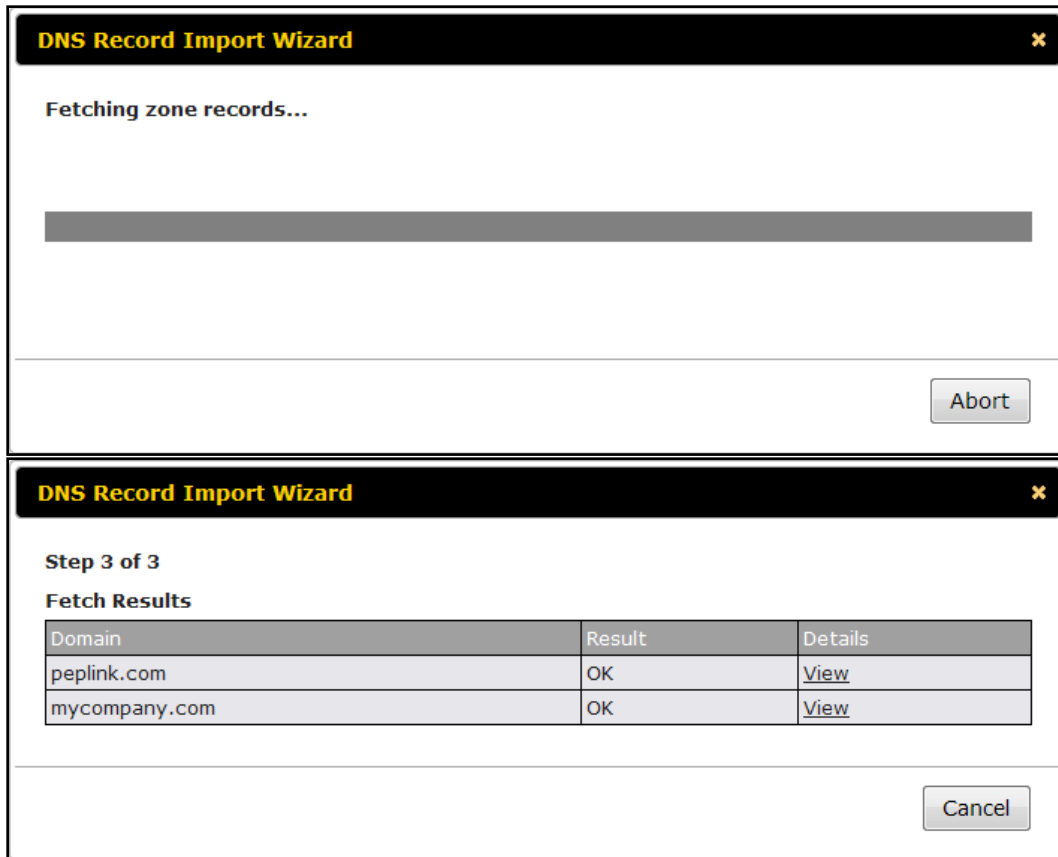 DNS Record Import Wizard
Fetching zone records...
Abort
DNS Record Import Wizard
Step 3 of 3
Fetch Results
Domain Result Details
peplink.com OK View
mycompany.com OK View
Cancel